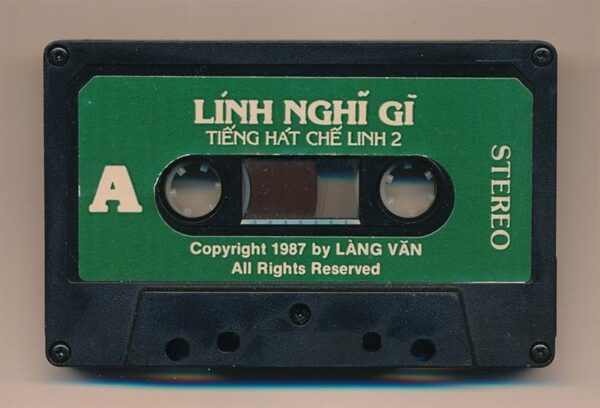 LÍNH NGHĨ GÌ
TIẾNG HÁT CHẾ LINH 2
A
STEREO
Copyright 1987 by LÀNG VĂN
All Rights Reserved